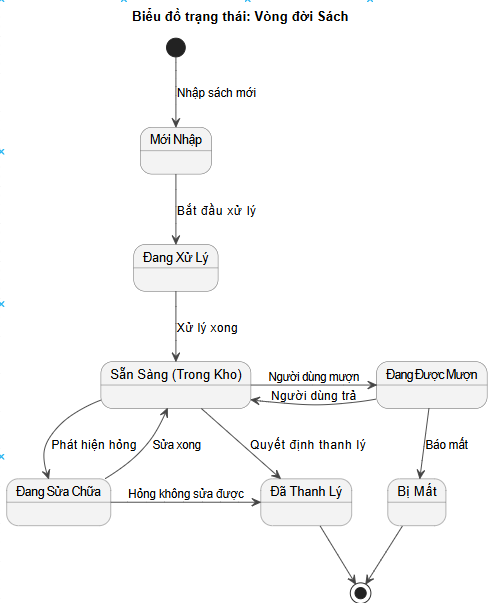 Biểu đồ trạng thái: Vòng đời Sách
Nhập sách mới
Mới Nhập
Bắt đầu xử lý
Đang Xử Lý
Xử lý xong
Sẵn Sàng (Trong Kho)
Người dùng mượn
Đang Được Mượn
Người dùng trả
Phát hiện hỏng
Sửa xong
Quyết định thanh lý
Báo mất
Đang Sửa Chữa
Hỏng không sửa được
Đã Thanh Lý
Bị Mất